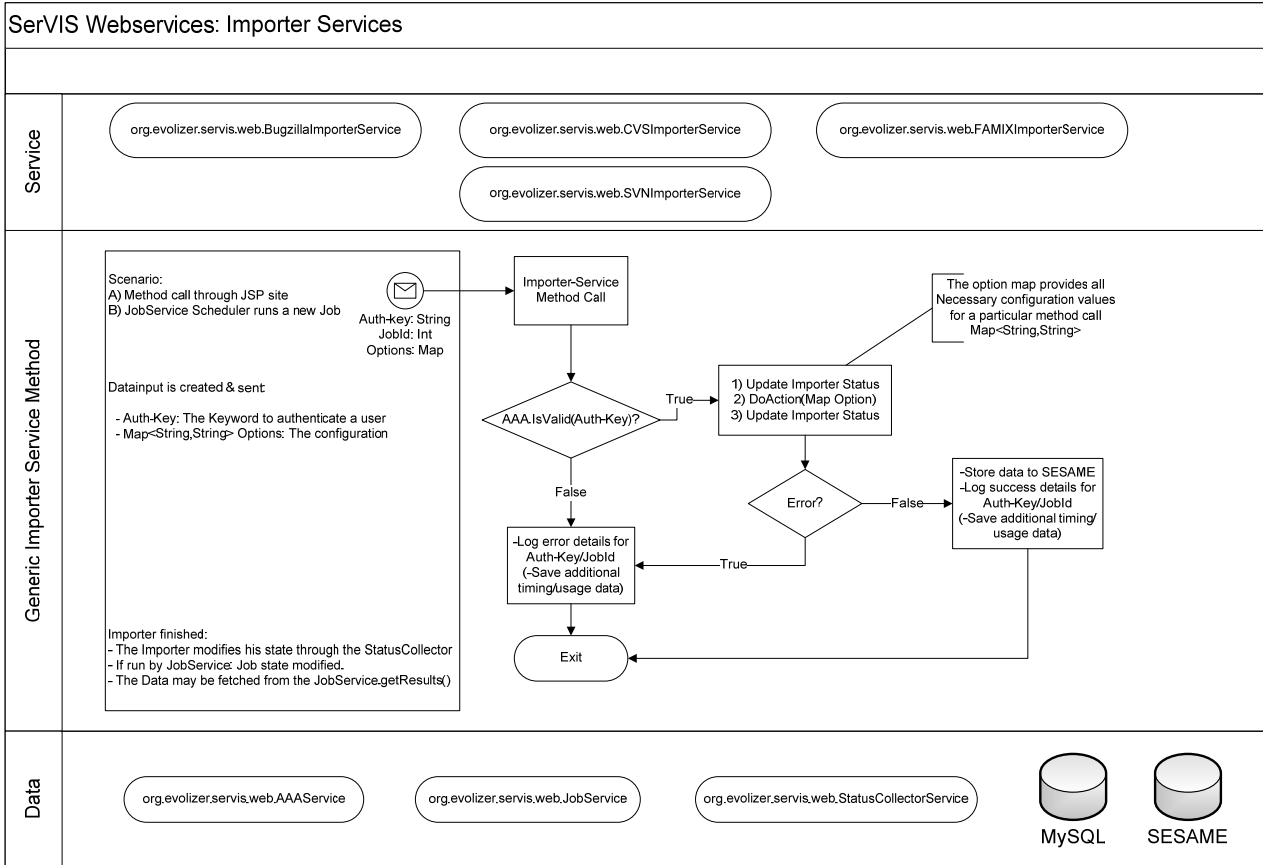 SerVIS Webservices: Importer Services
Service
org.evolizer.servis.web.BugzillaImporterService
org.evolizer.servis.web.CVSImporterService
org.evolizer.servis.web.FAMIXImporterService
org.evolizer.servis.web.SVNImporterService
Generic Importer Service Method
Scenario:
A) Method call through JSP site
B) JobService Scheduler runs a new Job
Auth-key: String
JobId: Int
Options: Map
Datainput is created & sent:
- Auth-Key: The Keyword to authenticate a user
- Map<String,String> Options: The configuration
Importer finished:
- The Importer modifies his state through the StatusCollector
- If run by JobService: Job state modified.
- The Data may be fetched from the JobService.getResults()
Importer-Service
Method Call
The option map provides all
Necessary configuration values
for a particular method call
Map<String,String>
AAA.IsValid(Auth-Key)?
True
1) Update Importer Status
2) DoAction(Map Option)
3) Update Importer Status
False
Error?
False
-Store data to SESAME
-Log success details for
Auth-Key/JobId
(-Save additional timing/
usage data)
-Log error details for
Auth-Key/JobId
(-Save additional
timing/usage data)
True
Exit
Data
org.evolizer.servis.web.AAAService
org.evolizer.servis.web.JobService
org.evolizer.servis.web.StatusCollectorService
MySQL
SESAME